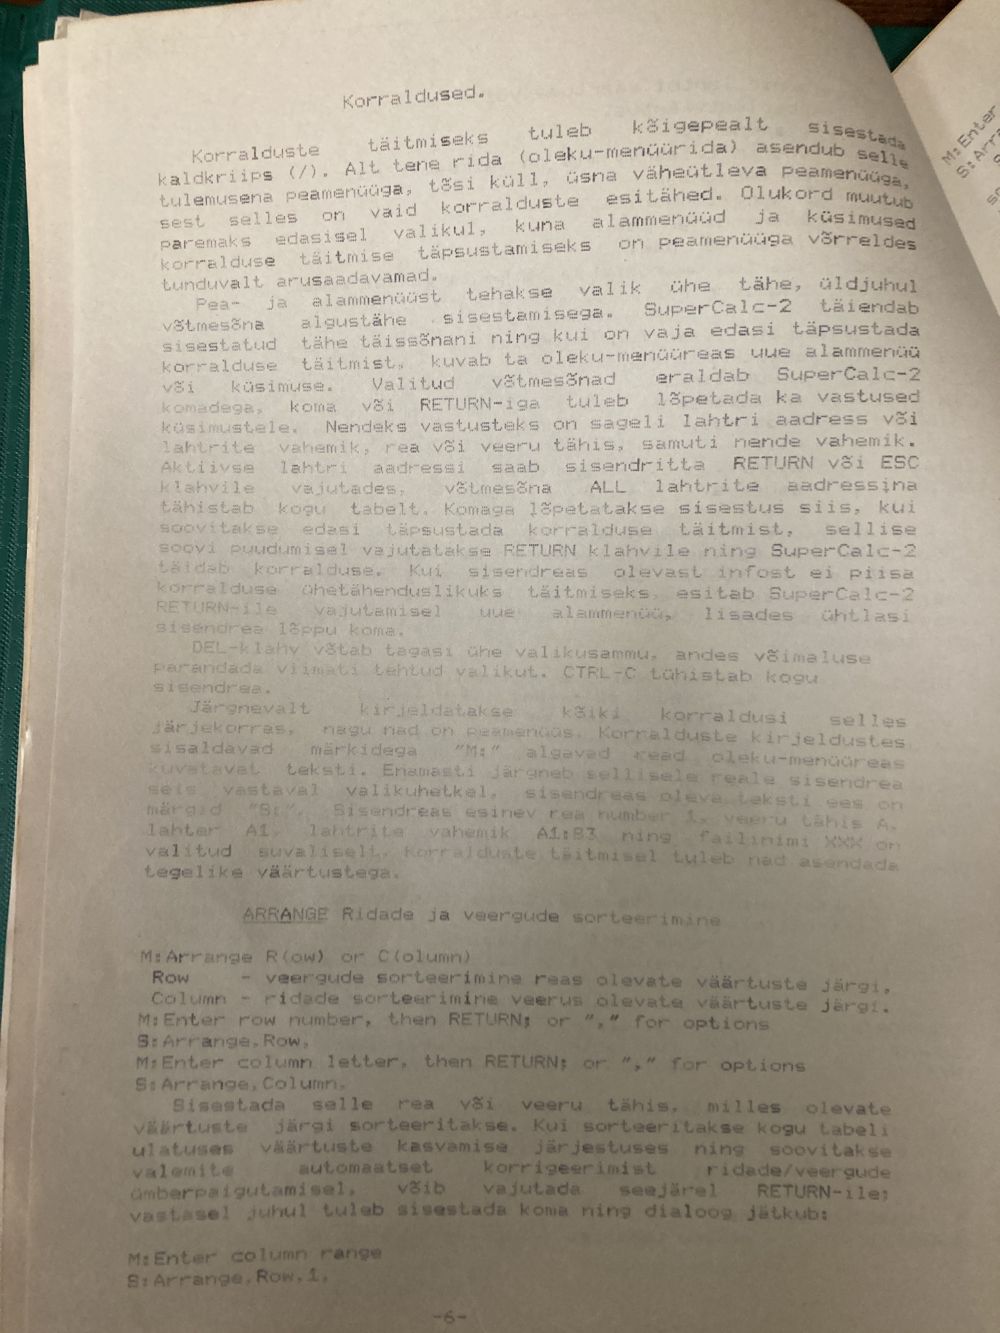 Korraldused.
Korralduste täitmiseks tuleb kõigepealt sisestada
kaldkriips (/). Alt tene rida (oleku-menüürida) asendub selle
tulemusena peamenüüga, tõsi küll, üsna väheütleva peamenüüga,
sest selles on vaid korralduste esitähed. Olukord muutub
paremaks edasisel valikul, kuna alammenüüd ja küsimused
korralduse täitmise täpsustamiseks on peamenüüga võrreldes
tunduvalt arusaadavamad.
Pea- ja alammenüüst tehakse valik ühe tähe, üldjuhul
võtmesõna algustähe sisestamisega. SuperCalc-2 täiendab
sisestatud tähe täissõnani ning kui on vaja edasi täpsustada
korralduse täitmist, kuvab ta oleku-menüüreas uue alammenüü
või küsimuse. Valitud võtmesõnad eraldab SuperCalc-2
komadega, koma või RETURN-iga tuleb lõpetada ka vastused
küsimustele. Nendeks vastusteks on sageli lahtri aadress või
lahtrite vahemik, rea või veeru tähis, samuti nende vahemik.
Aktiivse lahtri aadressi saab sisendritta RETURN või ESC
klahvile vajutades, võtmesõna ALL lahtrite aadressina
tähistab kogu tabelt. Komaga lõpetatakse sisestus siis, kui
soovitakse edasi täpsustada korralduse täitmist, sellise
soovi puudumisel vajutatakse RETURN klahvile ning SuperCalc-2
täidab korralduse. Kui sisendreas olevast infost ei piisa
korralduse ühetähenduslikuks täitmiseks, esitab SuperCalc-2
RETURN-ile vajutamisel uue alammenüü, lisades ühtlasi
sisendrea lõppu koma.
DEL-klahv võtab tagasi ühe valikusammu, andes võimaluse
parandada viimati tehtud valikut. CTRL-C tühistab kogu
sisendrea.
Järgnevalt kirjeldatakse kõiki korraldusi selles
järjekorras, nagu nad on peamenüüs. Korralduste kirjeldustes
sisaldavad märkidega "M:" algavad read oleku-menüüreas
kuvatavat teksti. Enamasti järgneb sellisele reale sisendrea
seis vastaval valikuhetkel, sisendreas oleva teksti ees on
märgid "S:". Sisendreas esinev rea number 1, veeru tähis A,
lahter A1, lahtrite vahemik A1:B3 ning failinimi XXX on
valitud suvaliselt. Korralduste täitmisel tuleb nad asendada
tegelike väärtustega.
ARRANGE Ridade ja veergude sorteerimine
M:Arrange R(ow) or C(olumn)
Row - veergude sorteerimine reas olevate väärtuste järgi.
Column - ridade sorteerimine veerus olevate väärtuste järgi.
M:Enter row number, then RETURN; or "," for options
S:Arrange,Row,
M:Enter column letter, then RETURN; or "," for options
S:Arrange,Column,
Sisestada selle rea või veeru tähis, milles olevate
väärtuste järgi sorteeritakse. Kui sorteeritakse kogu tabeli
ulatuses väärtuste kasvamise järjestuses ning soovitakse
valemite automaatset korrigeerimist ridade/veergude
ümberpaigutamisel, võib vajutada seejärel RETURN-ile;
vastasel juhul tuleb sisestada koma ning dialoog jätkub:
M:Enter column range
S:Arrange,Row,1,
-6-
M:Enter
S:Arra